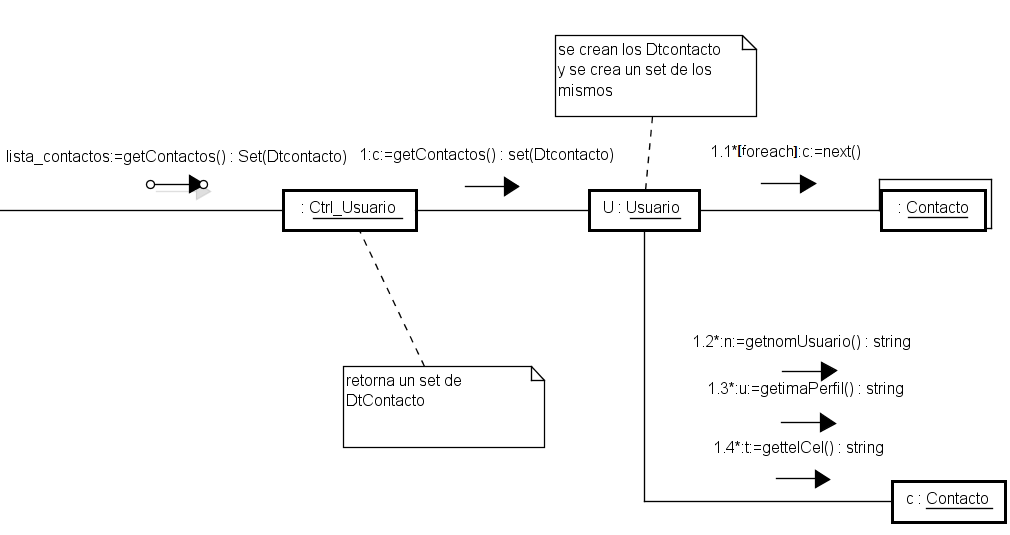 se crean los Dtcontacto
y se crea un set de los
mismos
lista_contactos:=getContactos() : Set(Dtcontacto)
1:c:=getContactos() : set(Dtcontacto)
1.1*[foreach]:c:=next()
: Ctrl_Usuario
U : Usuario
: Contacto
1.2*:n:=getnomUsuario() : string
1.3*:u:=getimaPerfil() : string
retorna un set de
DtContacto
1.4*:t:=gettelCel() : string
c : Contacto